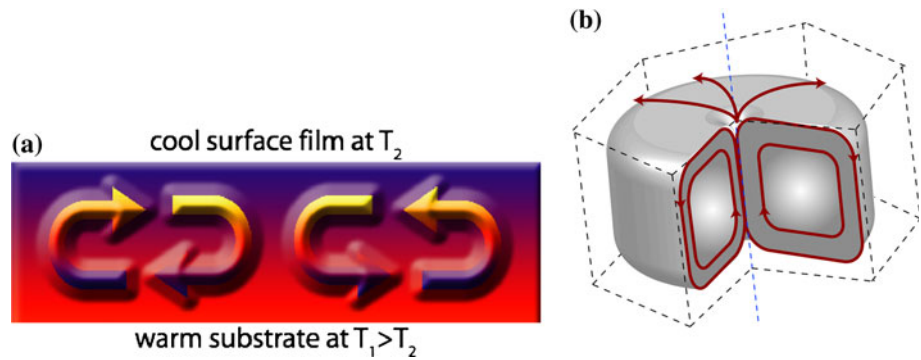 (a)
cool surface film at T₂
warm substrate at T₁>T₂
(b)